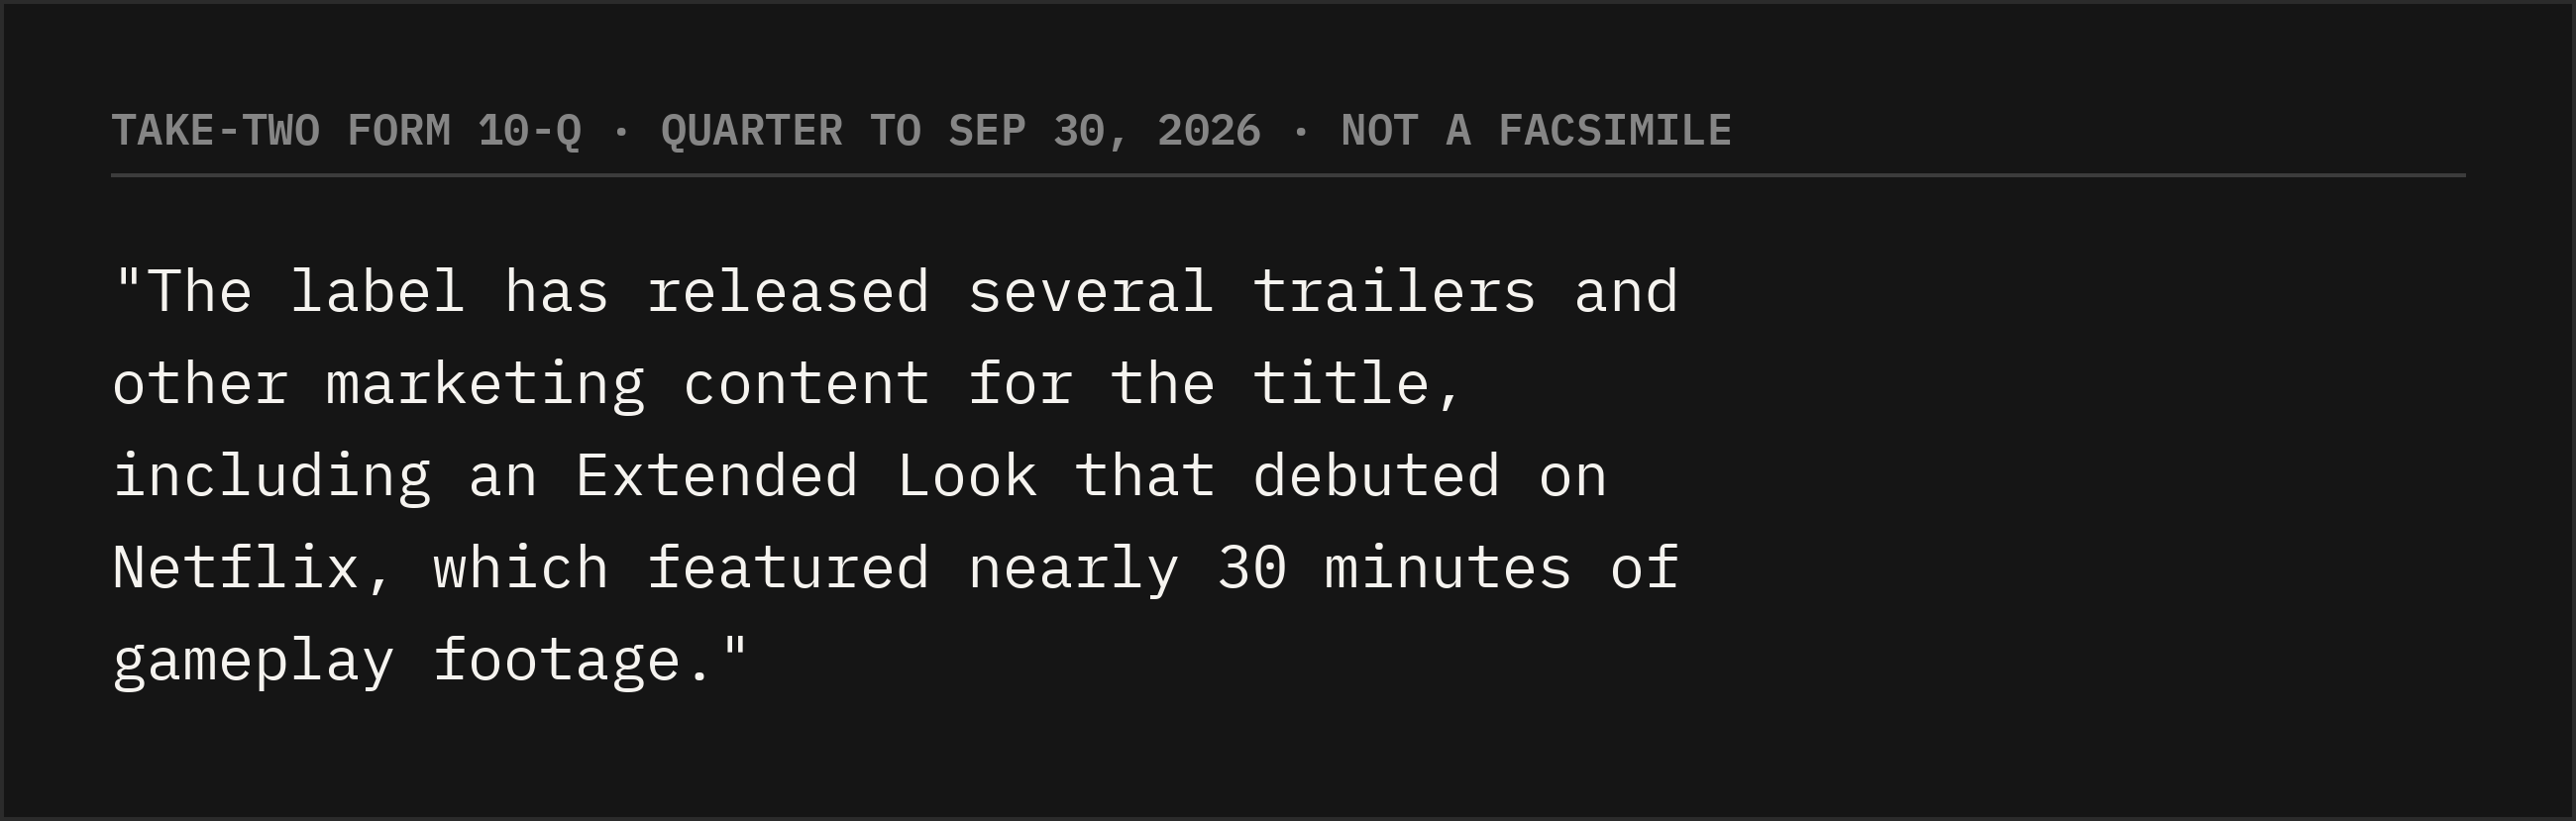 TAKE-TWO FORM 10-Q · QUARTER TO SEP 30, 2026 · NOT A FACSIMILE
"The label has released several trailers and
other marketing content for the title,
including an Extended Look that debuted on
Netflix, which featured nearly 30 minutes of
gameplay footage."